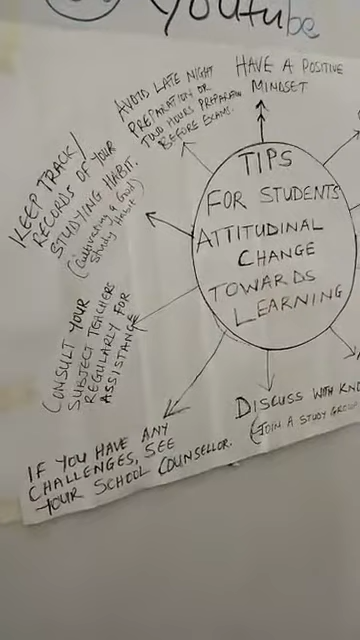 Youtube
HAVE A POSITIVE
MINDSET
AVOID LATE NIGHT
PREPARATION OR
TWO HOURS PREPARATION
BEFORE EXAMS.
KEEP TRACK/
RECORDS OF YOUR
STUDYING HABIT.
(Cultivating a Good
Study Habit)
CONSULT YOUR
SUBJECT TEACHERS
REGULARLY FOR
ASSISTANCE
IF YOU HAVE ANY
CHALLENGES, SEE
YOUR SCHOOL COUNSELLOR.
DISCUSS WITH
(JOIN A STUDY GROUP
TIPS
FOR STUDENTS
ATTITUDINAL
CHANGE
TOWARDS
LEARNING